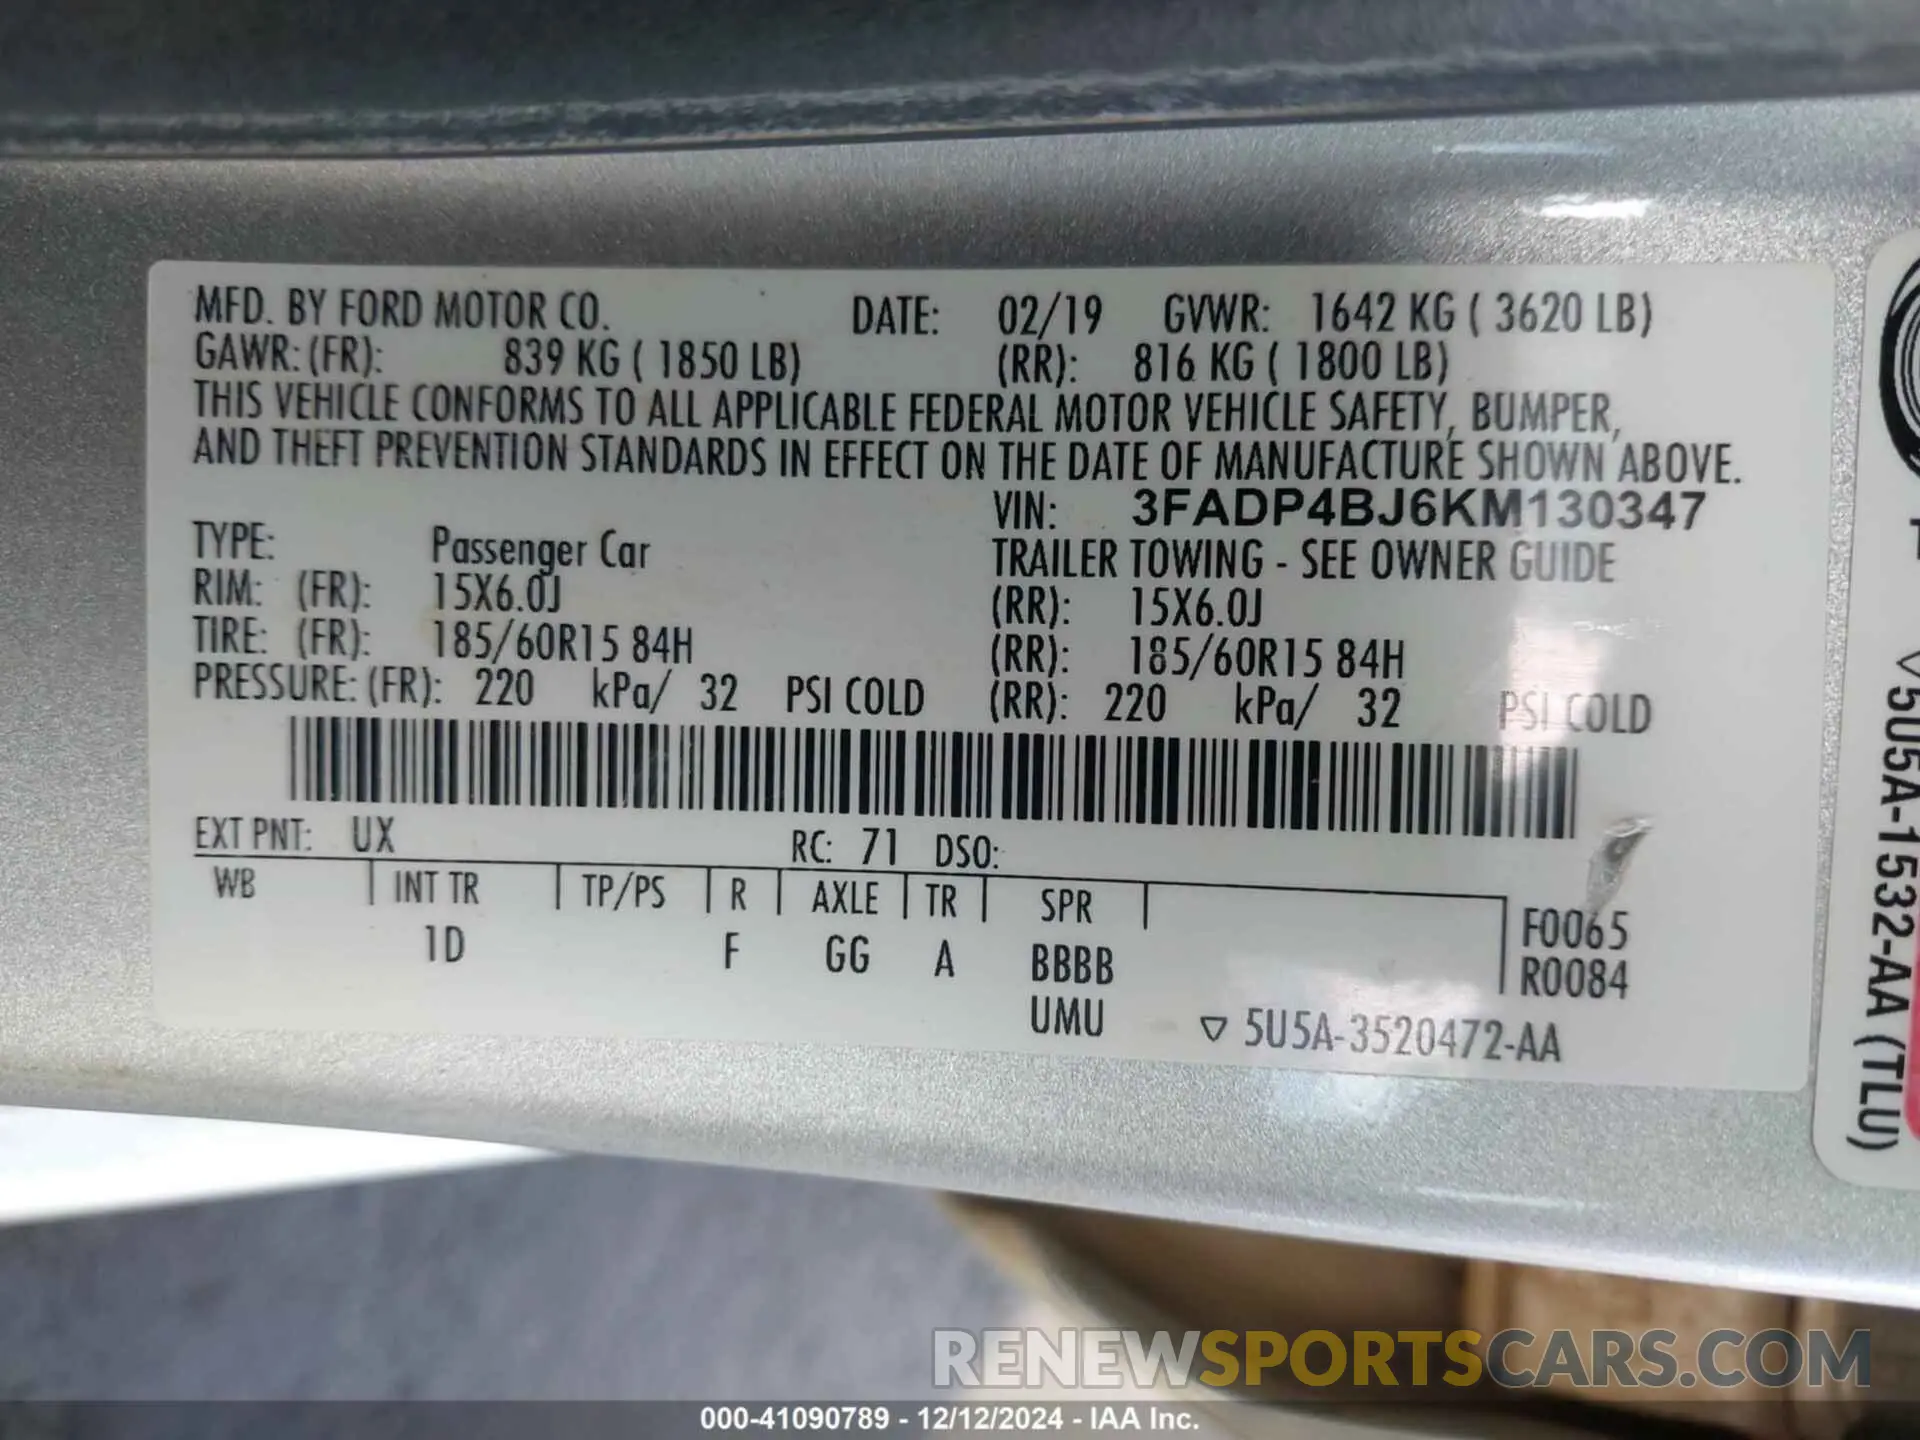 MFD. BY FORD MOTOR CO. DATE: 02/19 GVWR: 1642 KG ( 3620 LB)
GAWR: (FR): 839 KG ( 1850 LB) (RR): 816 KG ( 1800 LB)
THIS VEHICLE CONFORMS TO ALL APPLICABLE FEDERAL MOTOR VEHICLE SAFETY, BUMPER,
AND THEFT PREVENTION STANDARDS IN EFFECT ON THE DATE OF MANUFACTURE SHOWN ABOVE.
VIN: 3FADP4BJ6KM130347
TYPE: Passenger Car TRAILER TOWING - SEE OWNER GUIDE
RIM: (FR): 15X6.0J (RR): 15X6.0J
TIRE: (FR): 185/60R15 84H (RR): 185/60R15 84H
PRESSURE: (FR): 220 kPa/ 32 PSI COLD (RR): 220 kPa/ 32 PSI COLD
EXT PNT: UX RC: 71 DSO:
WB INT TR TP/PS R AXLE TR SPR F0065
1D F GG A BBBB R0084
UMU ▽ 5U5A-3520472-AA
▽5U5A-1532-AA (TLU)
RENEWSPORTSCARS.COM
000-41090789 - 12/12/2024 - IAA Inc.